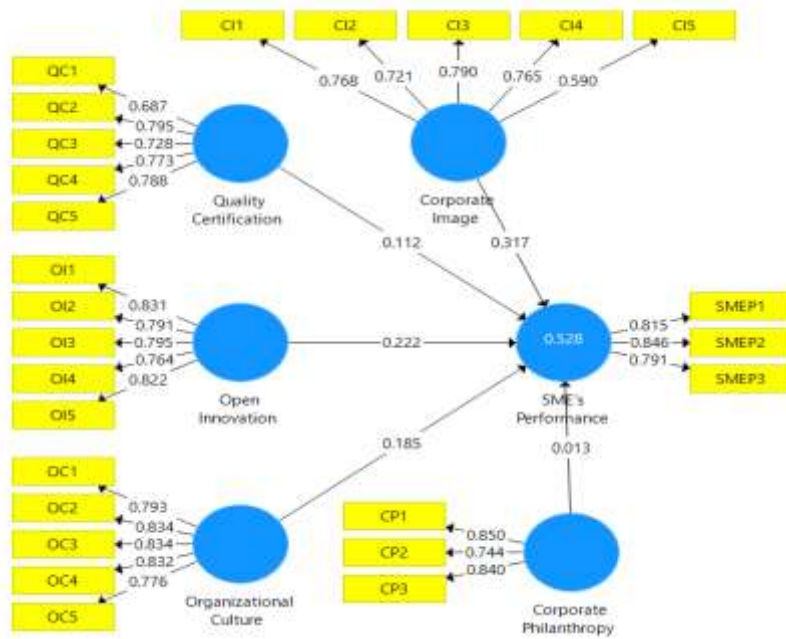 CI1 CI2 CI3 CI4 CI5
0.768 0.721 0.790 0.765 0.590
Corporate
Image
0.317
QC1
QC2
QC3
QC4
QC5
0.687
0.795
0.728
0.773
0.788
Quality
Certification
0.112
OI1
OI2
OI3
OI4
OI5
0.831
0.791
0.795
0.764
0.822
Open
Innovation
0.222
0.528
SME's
Performance
0.815
0.846
0.791
SMEP1
SMEP2
SMEP3
OC1
OC2
OC3
OC4
OC5
0.793
0.834
0.834
0.832
0.776
Organizational
Culture
0.185
0.013
CP1
CP2
CP3
0.850
0.744
0.840
Corporate
Philanthropy